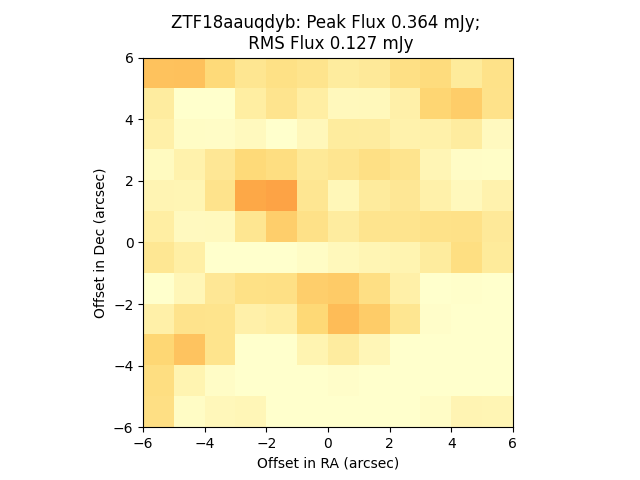 ZTF18aauqdyb: Peak Flux 0.364 mJy;
RMS Flux 0.127 mJy
6
4
2
0
−2
−4
−6
Offset in Dec (arcsec)
−6 −4 −2 0 2 4 6
Offset in RA (arcsec)